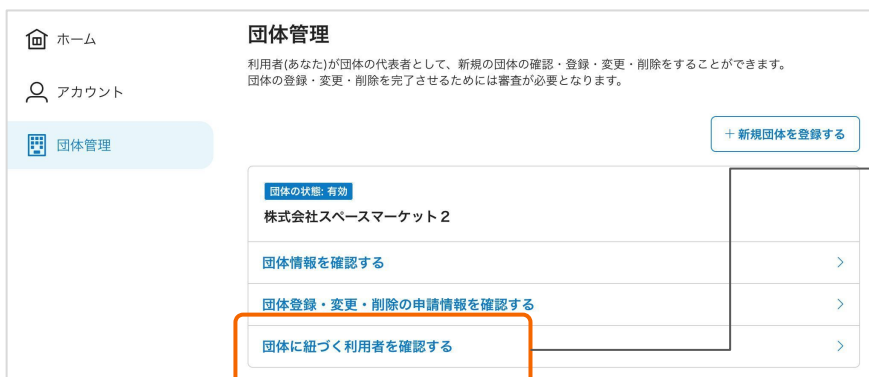 ホーム
アカウント
団体管理
団体管理
利用者(あなた)が団体の代表者として、新規の団体の確認・登録・変更・削除をすることができます。
団体の登録・変更・削除を完了させるためには審査が必要となります。
+新規団体を登録する
団体の状態: 有効
株式会社スペースマーケット2
団体情報を確認する
団体登録・変更・削除の申請情報を確認する
団体に紐づく利用者を確認する